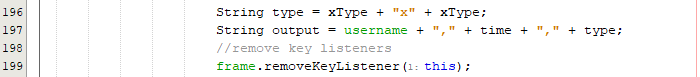 196 String type = xType + "x" + xType;
197 String output = username + "," + time + "," + type;
198 //remove key listeners
199 frame.removeKeyListener(l: this);